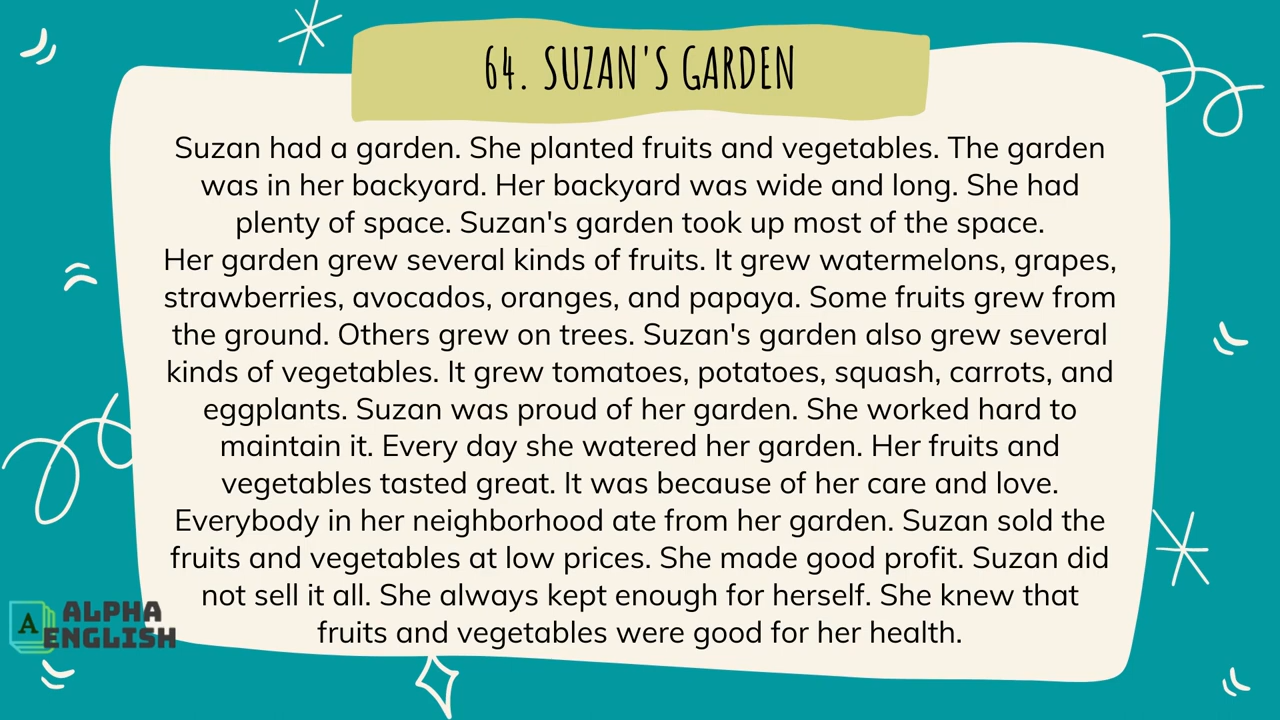 64. SUZAN'S GARDEN
Suzan had a garden. She planted fruits and vegetables. The garden
was in her backyard. Her backyard was wide and long. She had
plenty of space. Suzan's garden took up most of the space.
Her garden grew several kinds of fruits. It grew watermelons, grapes,
strawberries, avocados, oranges, and papaya. Some fruits grew from
the ground. Others grew on trees. Suzan's garden also grew several
kinds of vegetables. It grew tomatoes, potatoes, squash, carrots, and
eggplants. Suzan was proud of her garden. She worked hard to
maintain it. Every day she watered her garden. Her fruits and
vegetables tasted great. It was because of her care and love.
Everybody in her neighborhood ate from her garden. Suzan sold the
fruits and vegetables at low prices. She made good profit. Suzan did
not sell it all. She always kept enough for herself. She knew that
fruits and vegetables were good for her health.
A
ALPHA
ENGLISH